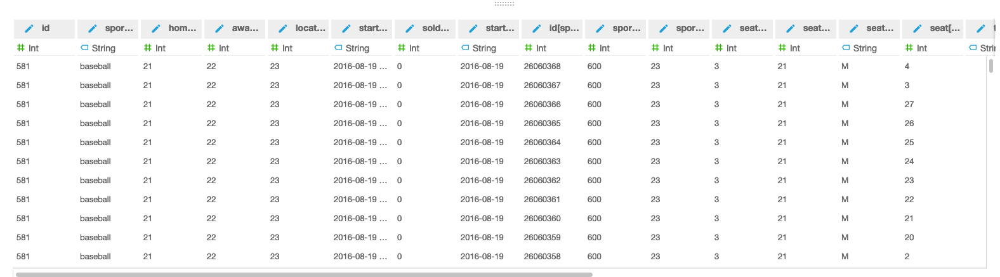 id spor... hom... awa... locat... start... sold... start... id[sp... spor... spor... seat... seat... seat... seat[... t
Int String Int Int Int String Int String Int Int Int Int Int String Int Stri
581 baseball 21 22 23 2016-08-19 ... 0 2016-08-19 26060368 600 23 3 21 M 4
581 baseball 21 22 23 2016-08-19 ... 0 2016-08-19 26060367 600 23 3 21 M 3
581 baseball 21 22 23 2016-08-19 ... 0 2016-08-19 26060366 600 23 3 21 M 27
581 baseball 21 22 23 2016-08-19 ... 0 2016-08-19 26060365 600 23 3 21 M 26
581 baseball 21 22 23 2016-08-19 ... 0 2016-08-19 26060364 600 23 3 21 M 25
581 baseball 21 22 23 2016-08-19 ... 0 2016-08-19 26060363 600 23 3 21 M 24
581 baseball 21 22 23 2016-08-19 ... 0 2016-08-19 26060362 600 23 3 21 M 23
581 baseball 21 22 23 2016-08-19 ... 0 2016-08-19 26060361 600 23 3 21 M 22
581 baseball 21 22 23 2016-08-19 ... 0 2016-08-19 26060360 600 23 3 21 M 21
581 baseball 21 22 23 2016-08-19 ... 0 2016-08-19 26060359 600 23 3 21 M 20
581 baseball 21 22 23 2016-08-19 ... 0 2016-08-19 26060358 600 23 3 21 M 2